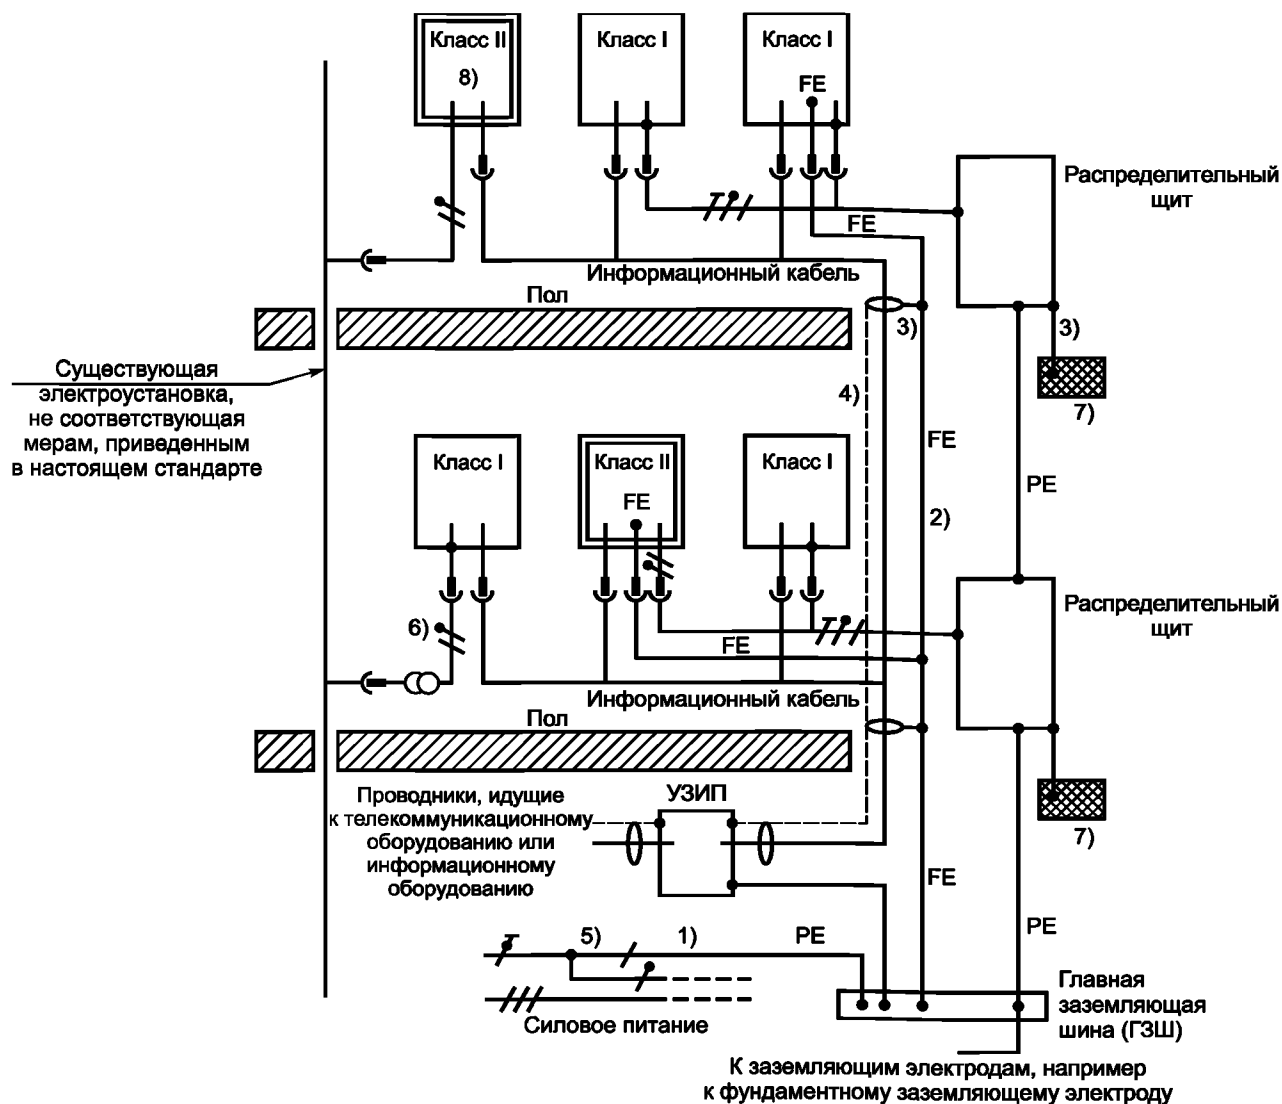 Класс II
8)
Класс I
Класс I
FE
Распределительный
щит
FE
Информационный кабель
Пол
3)
3)
Существующая
электроустановка,
не соответствующая
мерам, приведенным
в настоящем стандарте
4)
7)
FE
Класс I
Класс II
FE
Класс I
PE
2)
Распределительный
щит
6)
FE
Информационный кабель
Пол
Проводники, идущие
к телекоммуникационному
оборудованию или
информационному
оборудованию
УЗИП
7)
FE
PE
5)
1)
PE
Силовое питание
Главная
заземляющая
шина (ГЗШ)
К заземляющим электродам, например
к фундаментному заземляющему электроду